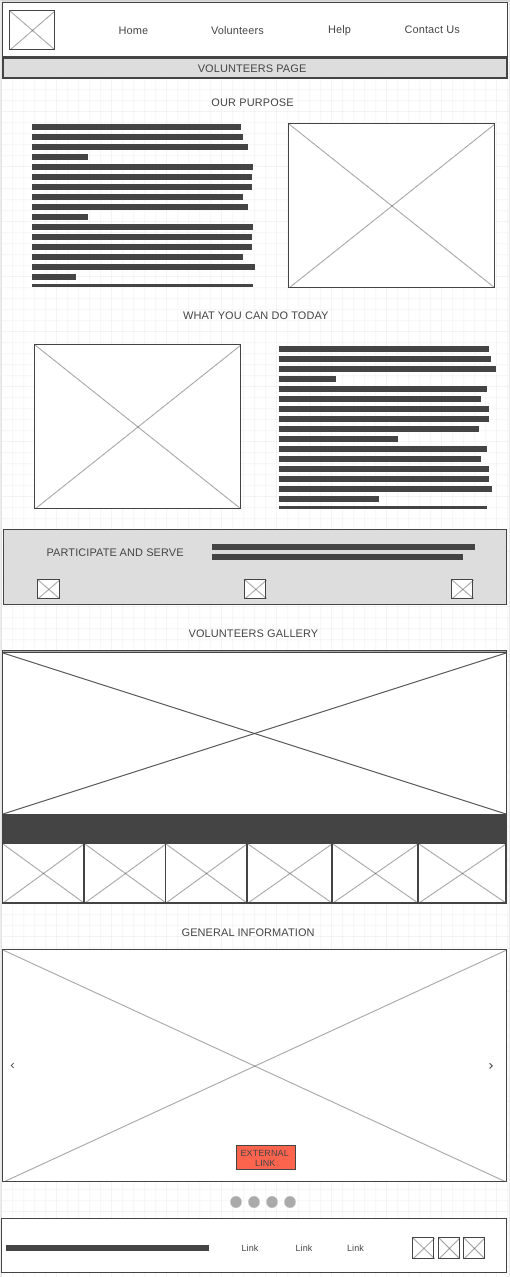 Home Volunteers Help Contact Us
VOLUNTEERS PAGE
OUR PURPOSE
WHAT YOU CAN DO TODAY
PARTICIPATE AND SERVE
VOLUNTEERS GALLERY
GENERAL INFORMATION
‹ ›
EXTERNAL
LINK
Link Link Link